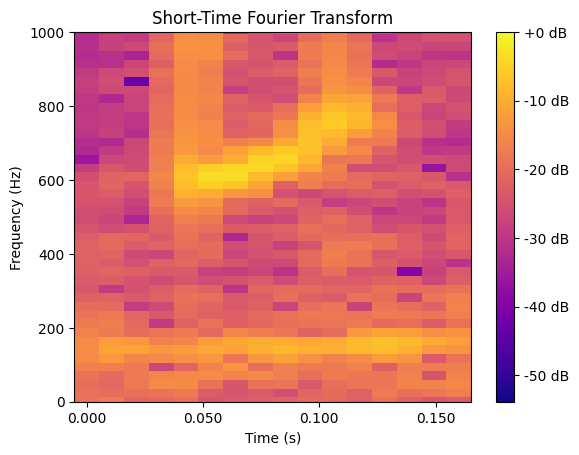 Short-Time Fourier Transform
1000
800
600
400
200
0
Frequency (Hz)
0.000
0.050
0.100
0.150
Time (s)
+0 dB
-10 dB
-20 dB
-30 dB
-40 dB
-50 dB